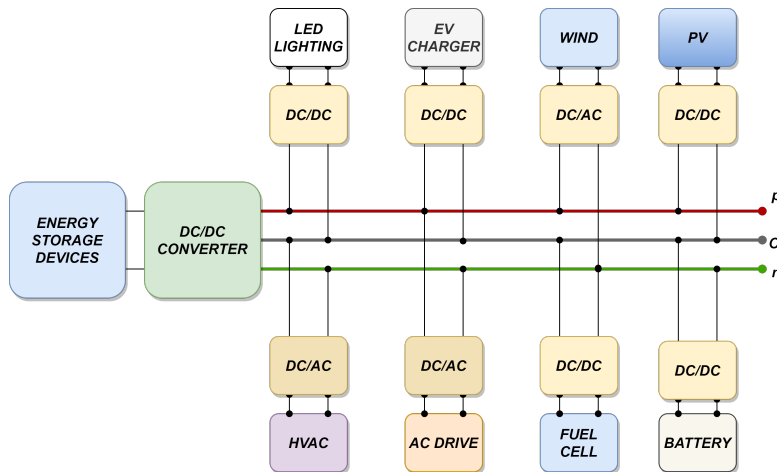 LED
LIGHTING
EV
CHARGER
WIND
PV
DC/DC
DC/DC
DC/AC
DC/DC
ENERGY
STORAGE
DEVICES
DC/DC
CONVERTER
DC/AC
DC/AC
DC/DC
DC/DC
HVAC
AC DRIVE
FUEL
CELL
BATTERY